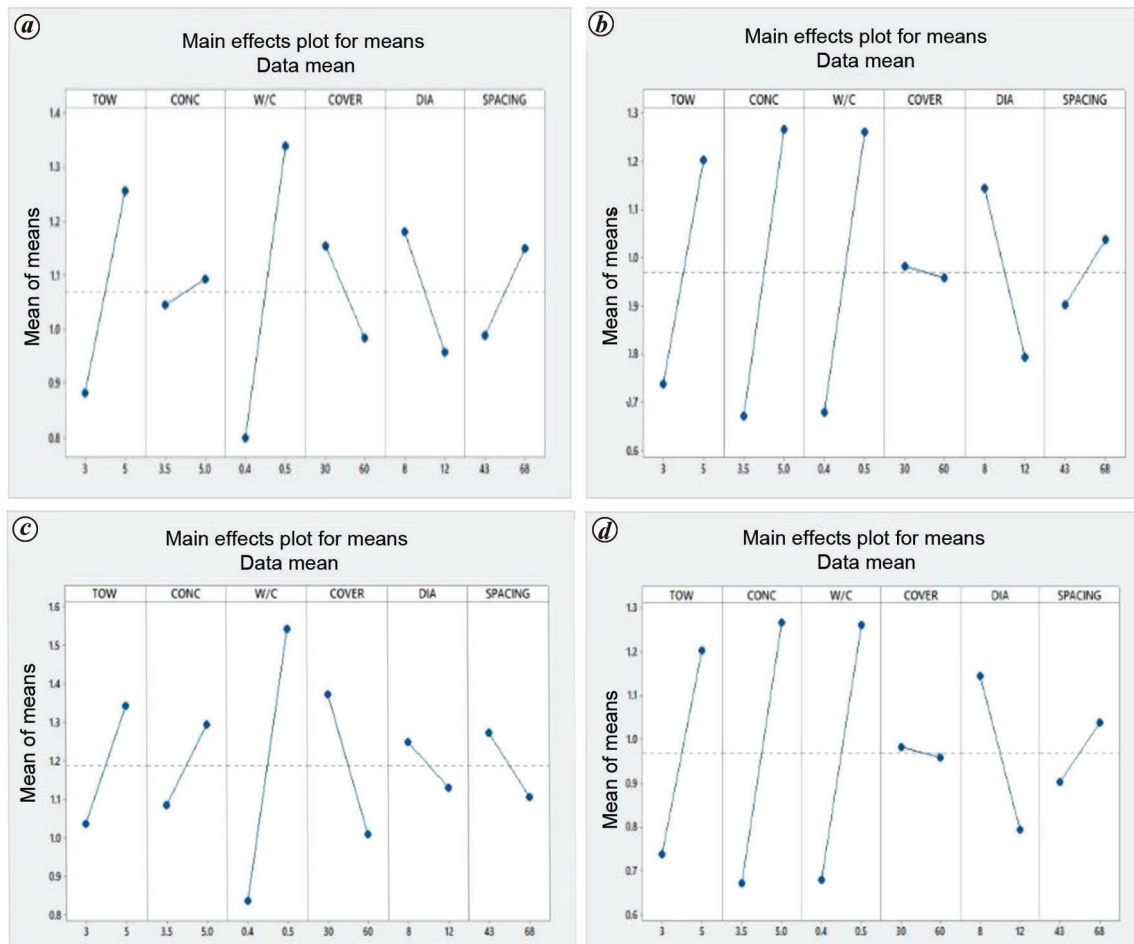 a
Main effects plot for means
Data mean
TOW CONC W/C COVER DIA SPACING
Mean of means
1.4
1.3
1.2
1.1
1.0
0.9
0.8
3 5 3.5 5.0 0.4 0.5 30 60 8 12 43 68
b
Main effects plot for means
Data mean
TOW CONC W/C COVER DIA SPACING
Mean of means
1.3
1.2
1.1
1.0
0.9
0.8
0.7
0.6
3 5 3.5 5.0 0.4 0.5 30 60 8 12 43 68
c
Main effects plot for means
Data mean
TOW CONC W/C COVER DIA SPACING
Mean of means
1.6
1.5
1.4
1.3
1.2
1.1
1.0
0.9
0.8
3 5 3.5 5.0 0.4 0.5 30 60 8 12 43 68
d
Main effects plot for means
Data mean
TOW CONC W/C COVER DIA SPACING
Mean of means
1.3
1.2
1.1
1.0
0.9
0.8
0.7
0.6
3 5 3.5 5.0 0.4 0.5 30 60 8 12 43 68